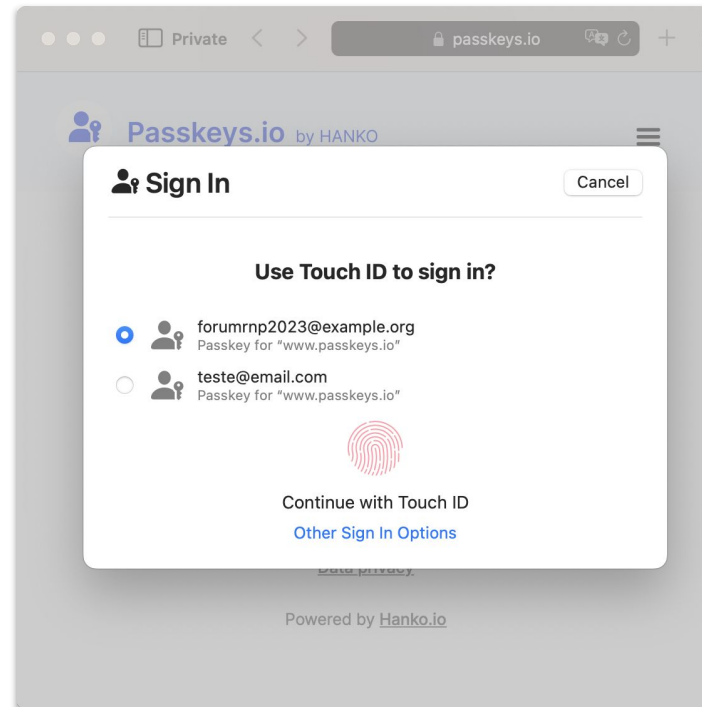 Private
passkeys.io
Passkeys.io by HANKO
Sign In
Cancel
Use Touch ID to sign in?
forumrnp2023@example.org
Passkey for “www.passkeys.io”
teste@email.com
Passkey for “www.passkeys.io”
Continue with Touch ID
Other Sign In Options
Data privacy
Powered by Hanko.io